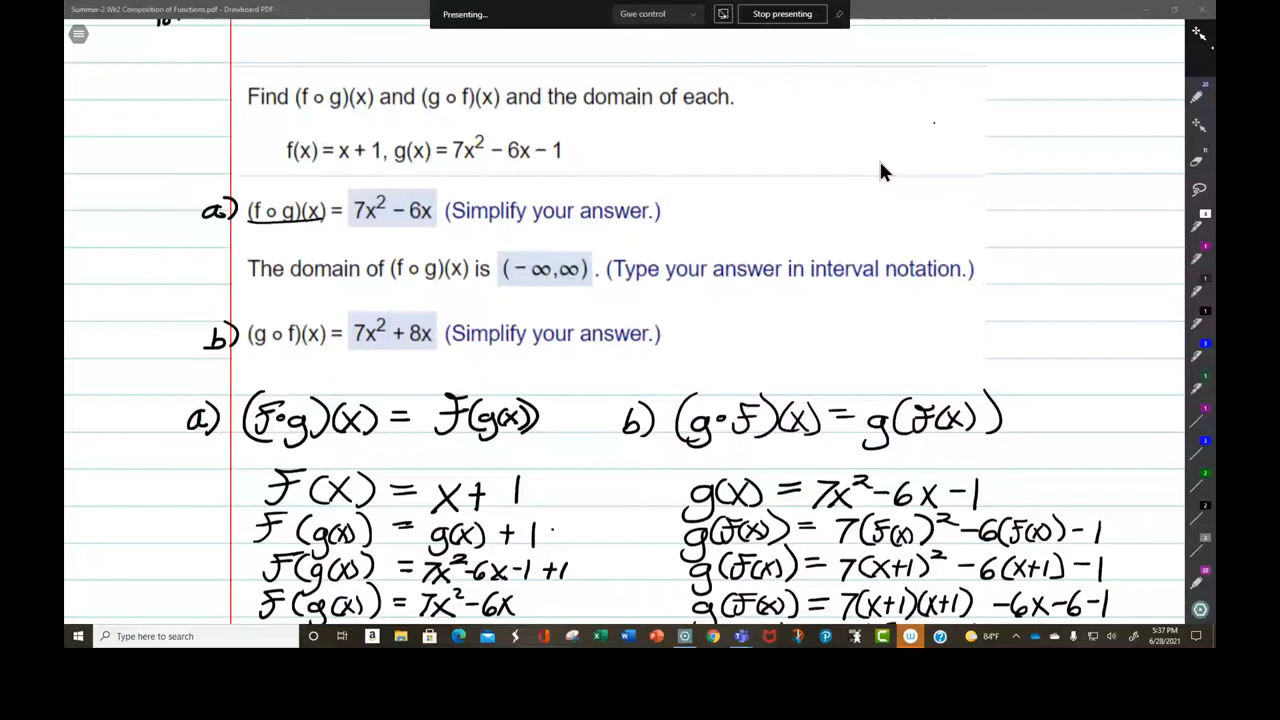 Summer-2 Wk2 Composition of Functions.pdf - Drawboard PDF
Presenting...
Give control
Stop presenting
Find (f o g)(x) and (g o f)(x) and the domain of each.
f(x) = x + 1, g(x) = 7x² − 6x − 1
a) (f o g)(x) = 7x² − 6x (Simplify your answer.)
The domain of (f o g)(x) is (− ∞,∞) . (Type your answer in interval notation.)
b) (g o f)(x) = 7x² + 8x (Simplify your answer.)
a) (f∘g)(x) = f(g(x))
b) (g∘f)(x) = g(f(x))
f(x) = x + 1
g(x) = 7x² − 6x − 1
f(g(x)) = g(x) + 1
g(f(x)) = 7(f(x))² − 6(f(x)) − 1
f(g(x)) = 7x² − 6x − 1 + 1
g(f(x)) = 7(x+1)² − 6(x+1) − 1
f(g(x)) = 7x² − 6x
g(f(x)) = 7(x+1)(x+1) − 6x − 6 − 1
Type here to search
84°F
5:37 PM
6/28/2021